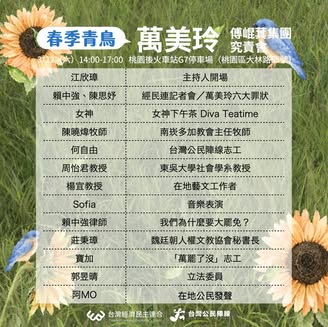 春季青鳥
萬美玲
傅崐萁集團
究責會
14:00-17:00 桃園後火車站G7停車場（桃園區大林路
江欣瑋 主持人開場
賴中強、陳思妤 經民連記者會／萬美玲六大罪狀
女神 女神下午茶 Diva Teatime
陳曉煒牧師 南崁多加教會主任牧師
何自由 台灣公民陣線志工
周怡君教授 東吳大學社會學系教授
楊宜教授 在地藝文工作者
Sofia 音樂表演
賴中強律師 我們為什麼要大罷免？
莊秉璋 魏廷朝人權文教協會秘書長
寶加 「萬罷了沒」志工
郭昱晴 立法委員
阿MO 在地公民發聲
台灣經濟民主連合
台灣公民陣線